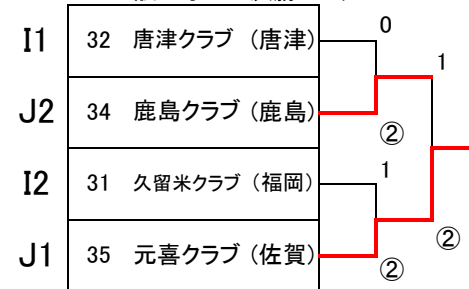 I1 32 唐津クラブ（唐津） 0
1
J2 34 鹿島クラブ（鹿島） ②
I2 31 久留米クラブ（福岡） 1
②
J1 35 元喜クラブ（佐賀） ②